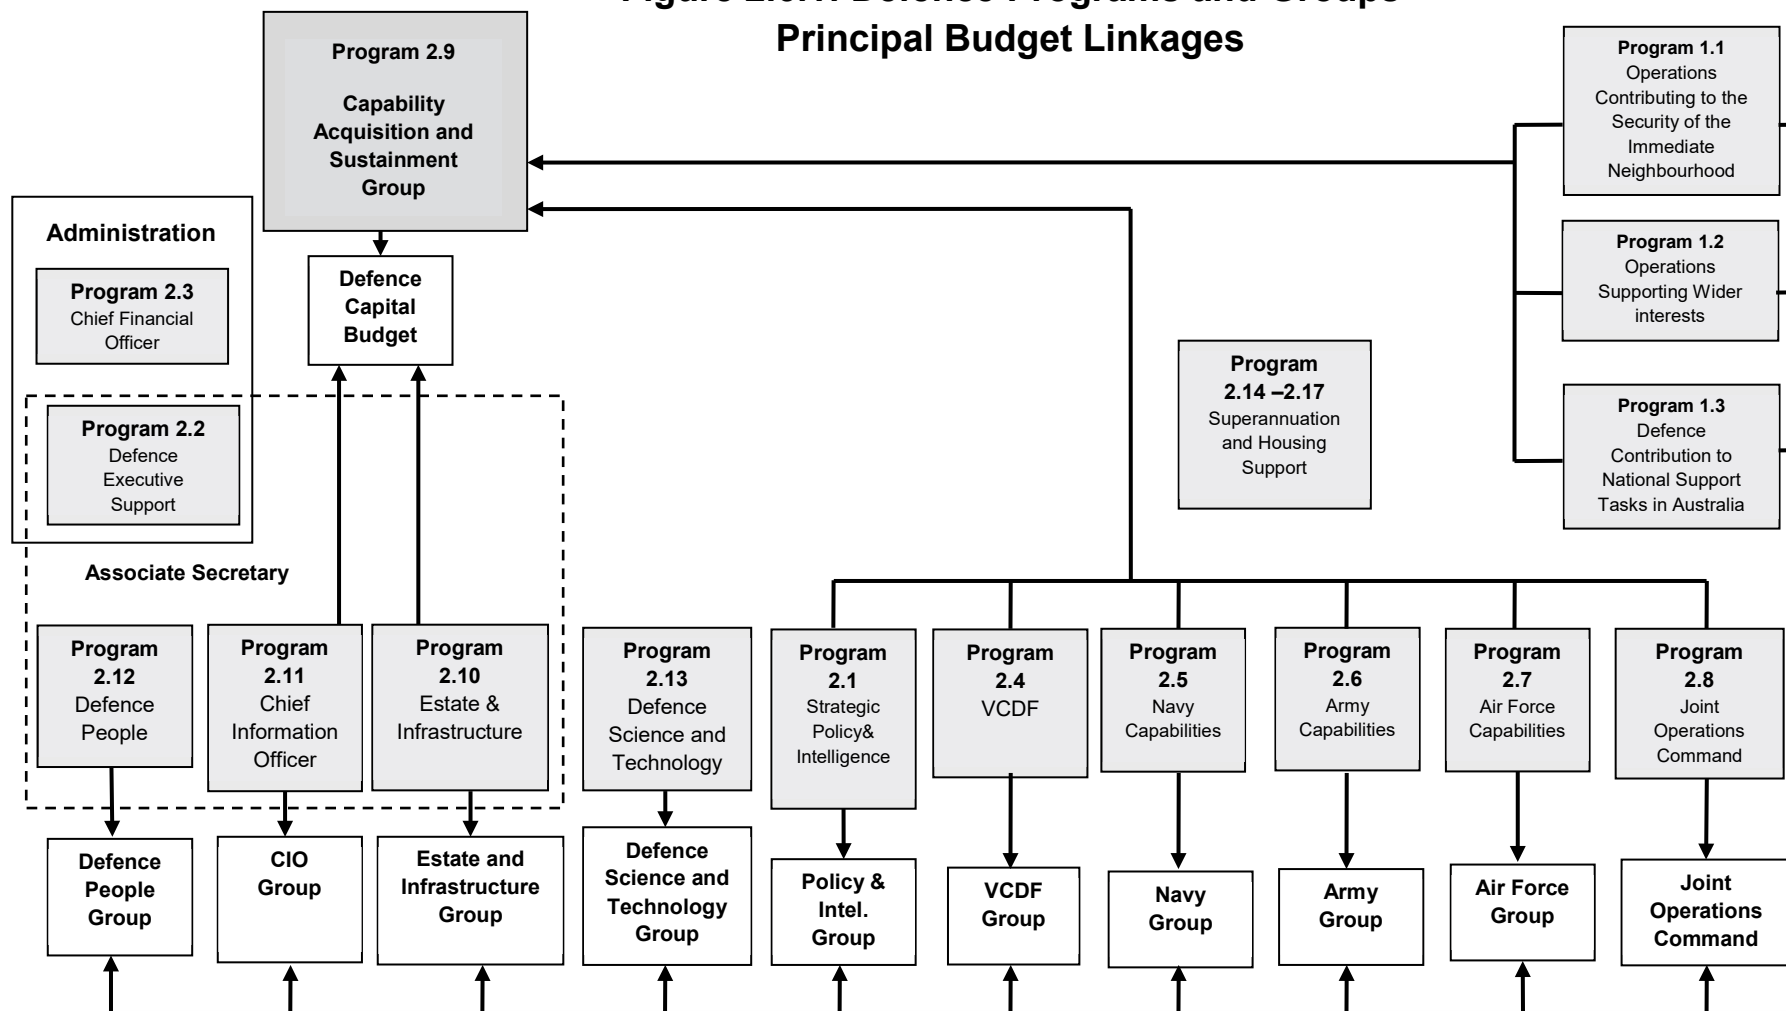 Principal Budget Linkages
Program 2.9
Capability
Acquisition and
Sustainment
Group
Program 1.1
Operations
Contributing to the
Security of the
Immediate
Neighbourhood
Administration
Program 2.3
Chief Financial
Officer
Defence
Capital
Budget
Program 1.2
Operations
Supporting Wider
interests
Program
2.14 –2.17
Superannuation
and Housing
Support
Program 1.3
Defence
Contribution to
National Support
Tasks in Australia
Program 2.2
Defence
Executive
Support
Associate Secretary
Program
2.12
Defence
People
Program
2.11
Chief
Information
Officer
Program
2.10
Estate &
Infrastructure
Program
2.13
Defence
Science and
Technology
Program
2.1
Strategic
Policy&
Intelligence
Program
2.4
VCDF
Program
2.5
Navy
Capabilities
Program
2.6
Army
Capabilities
Program
2.7
Air Force
Capabilities
Program
2.8
Joint
Operations
Command
Defence
People
Group
CIO
Group
Estate and
Infrastructure
Group
Defence
Science and
Technology
Group
Policy &
Intel.
Group
VCDF
Group
Navy
Group
Army
Group
Air Force
Group
Joint
Operations
Command